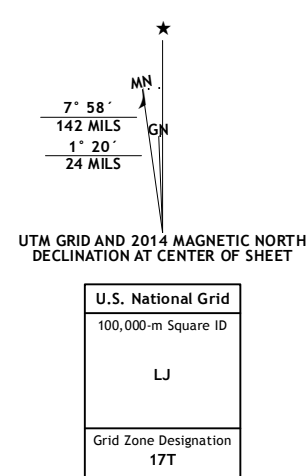 ★
MN
7° 58´
142 MILS
GN
1° 20´
24 MILS
UTM GRID AND 2014 MAGNETIC NORTH
DECLINATION AT CENTER OF SHEET
U.S. National Grid
100,000-m Square ID
LJ
Grid Zone Designation
17T